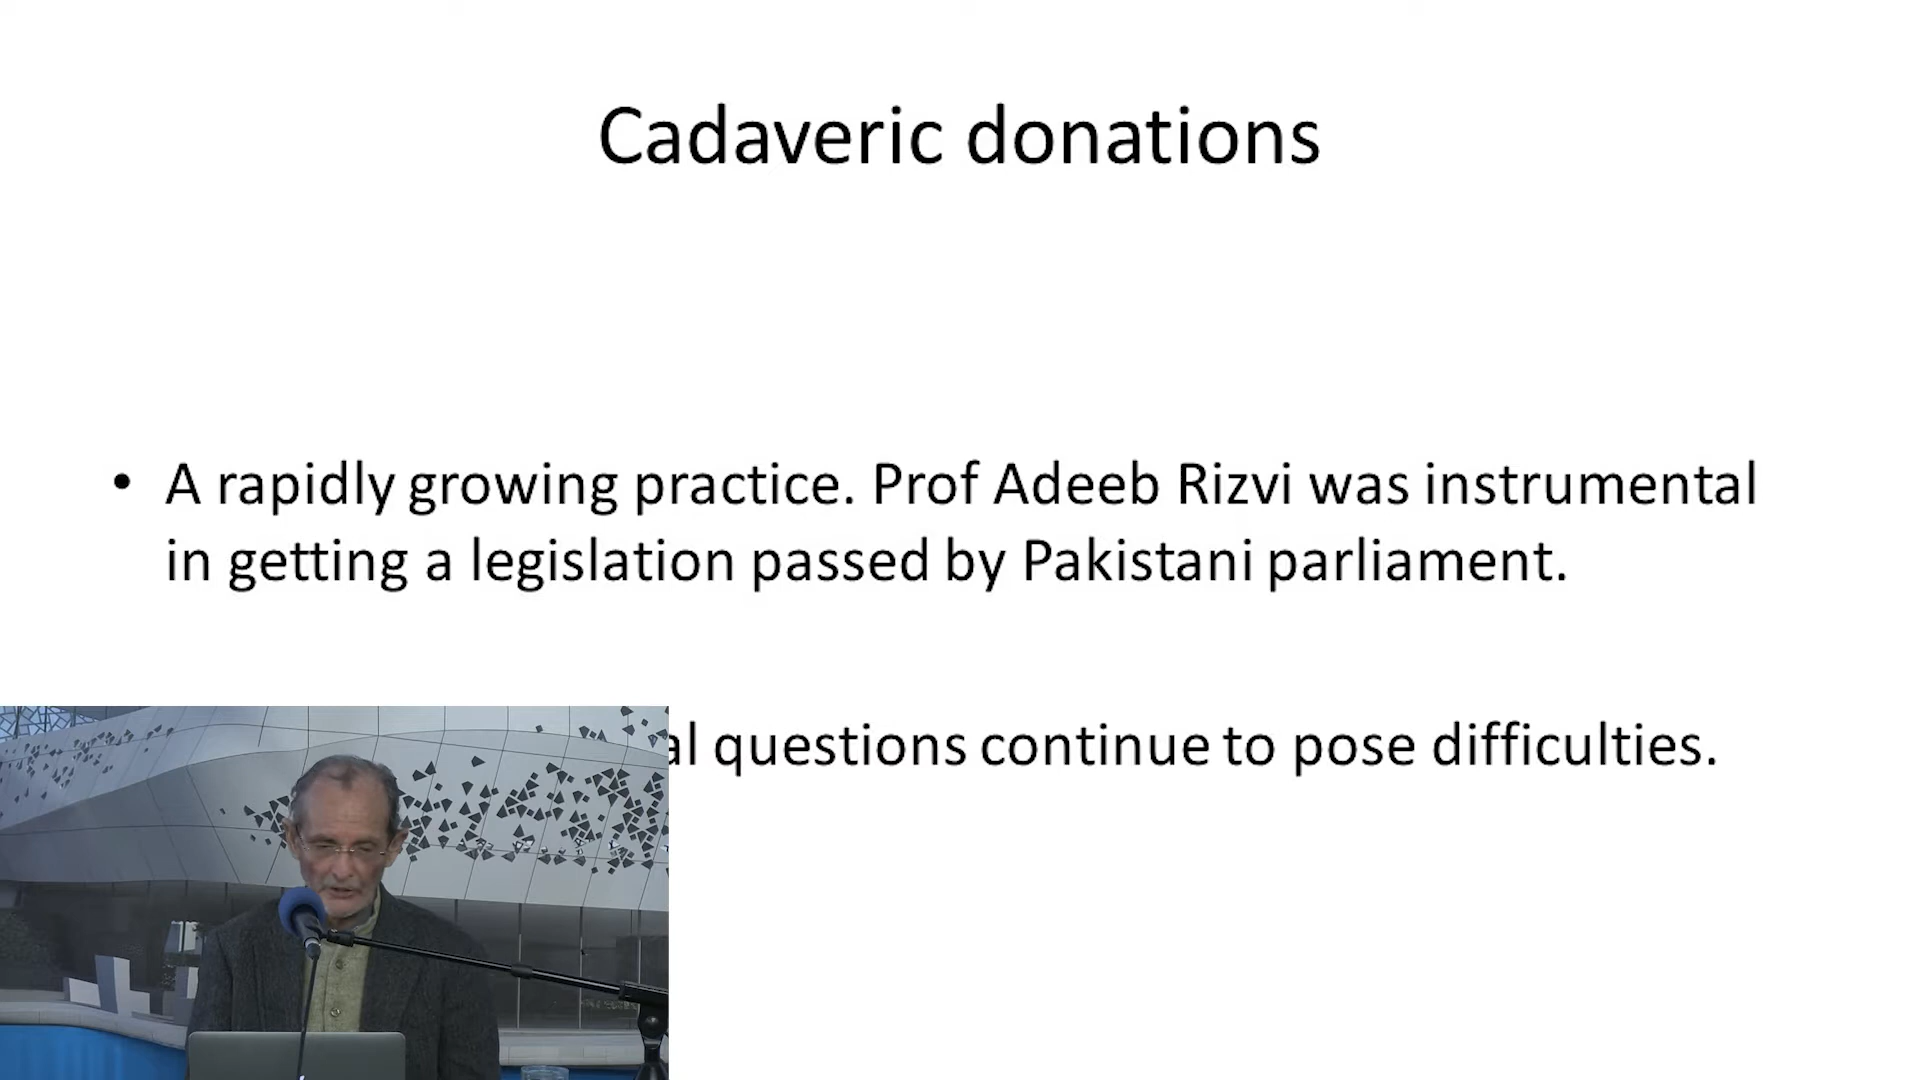 Cadaveric donations
• A rapidly growing practice. Prof Adeeb Rizvi was instrumental
in getting a legislation passed by Pakistani parliament.
questions continue to pose difficulties.